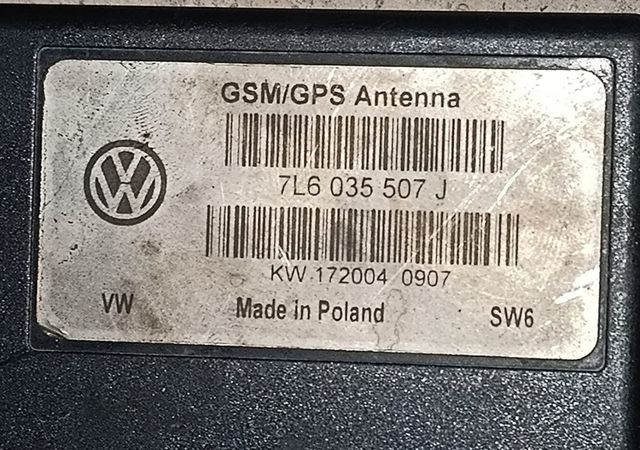 GSM/GPS Antenna
7L6 035 507 J
KW.172004 0907
VW Made in Poland SW6